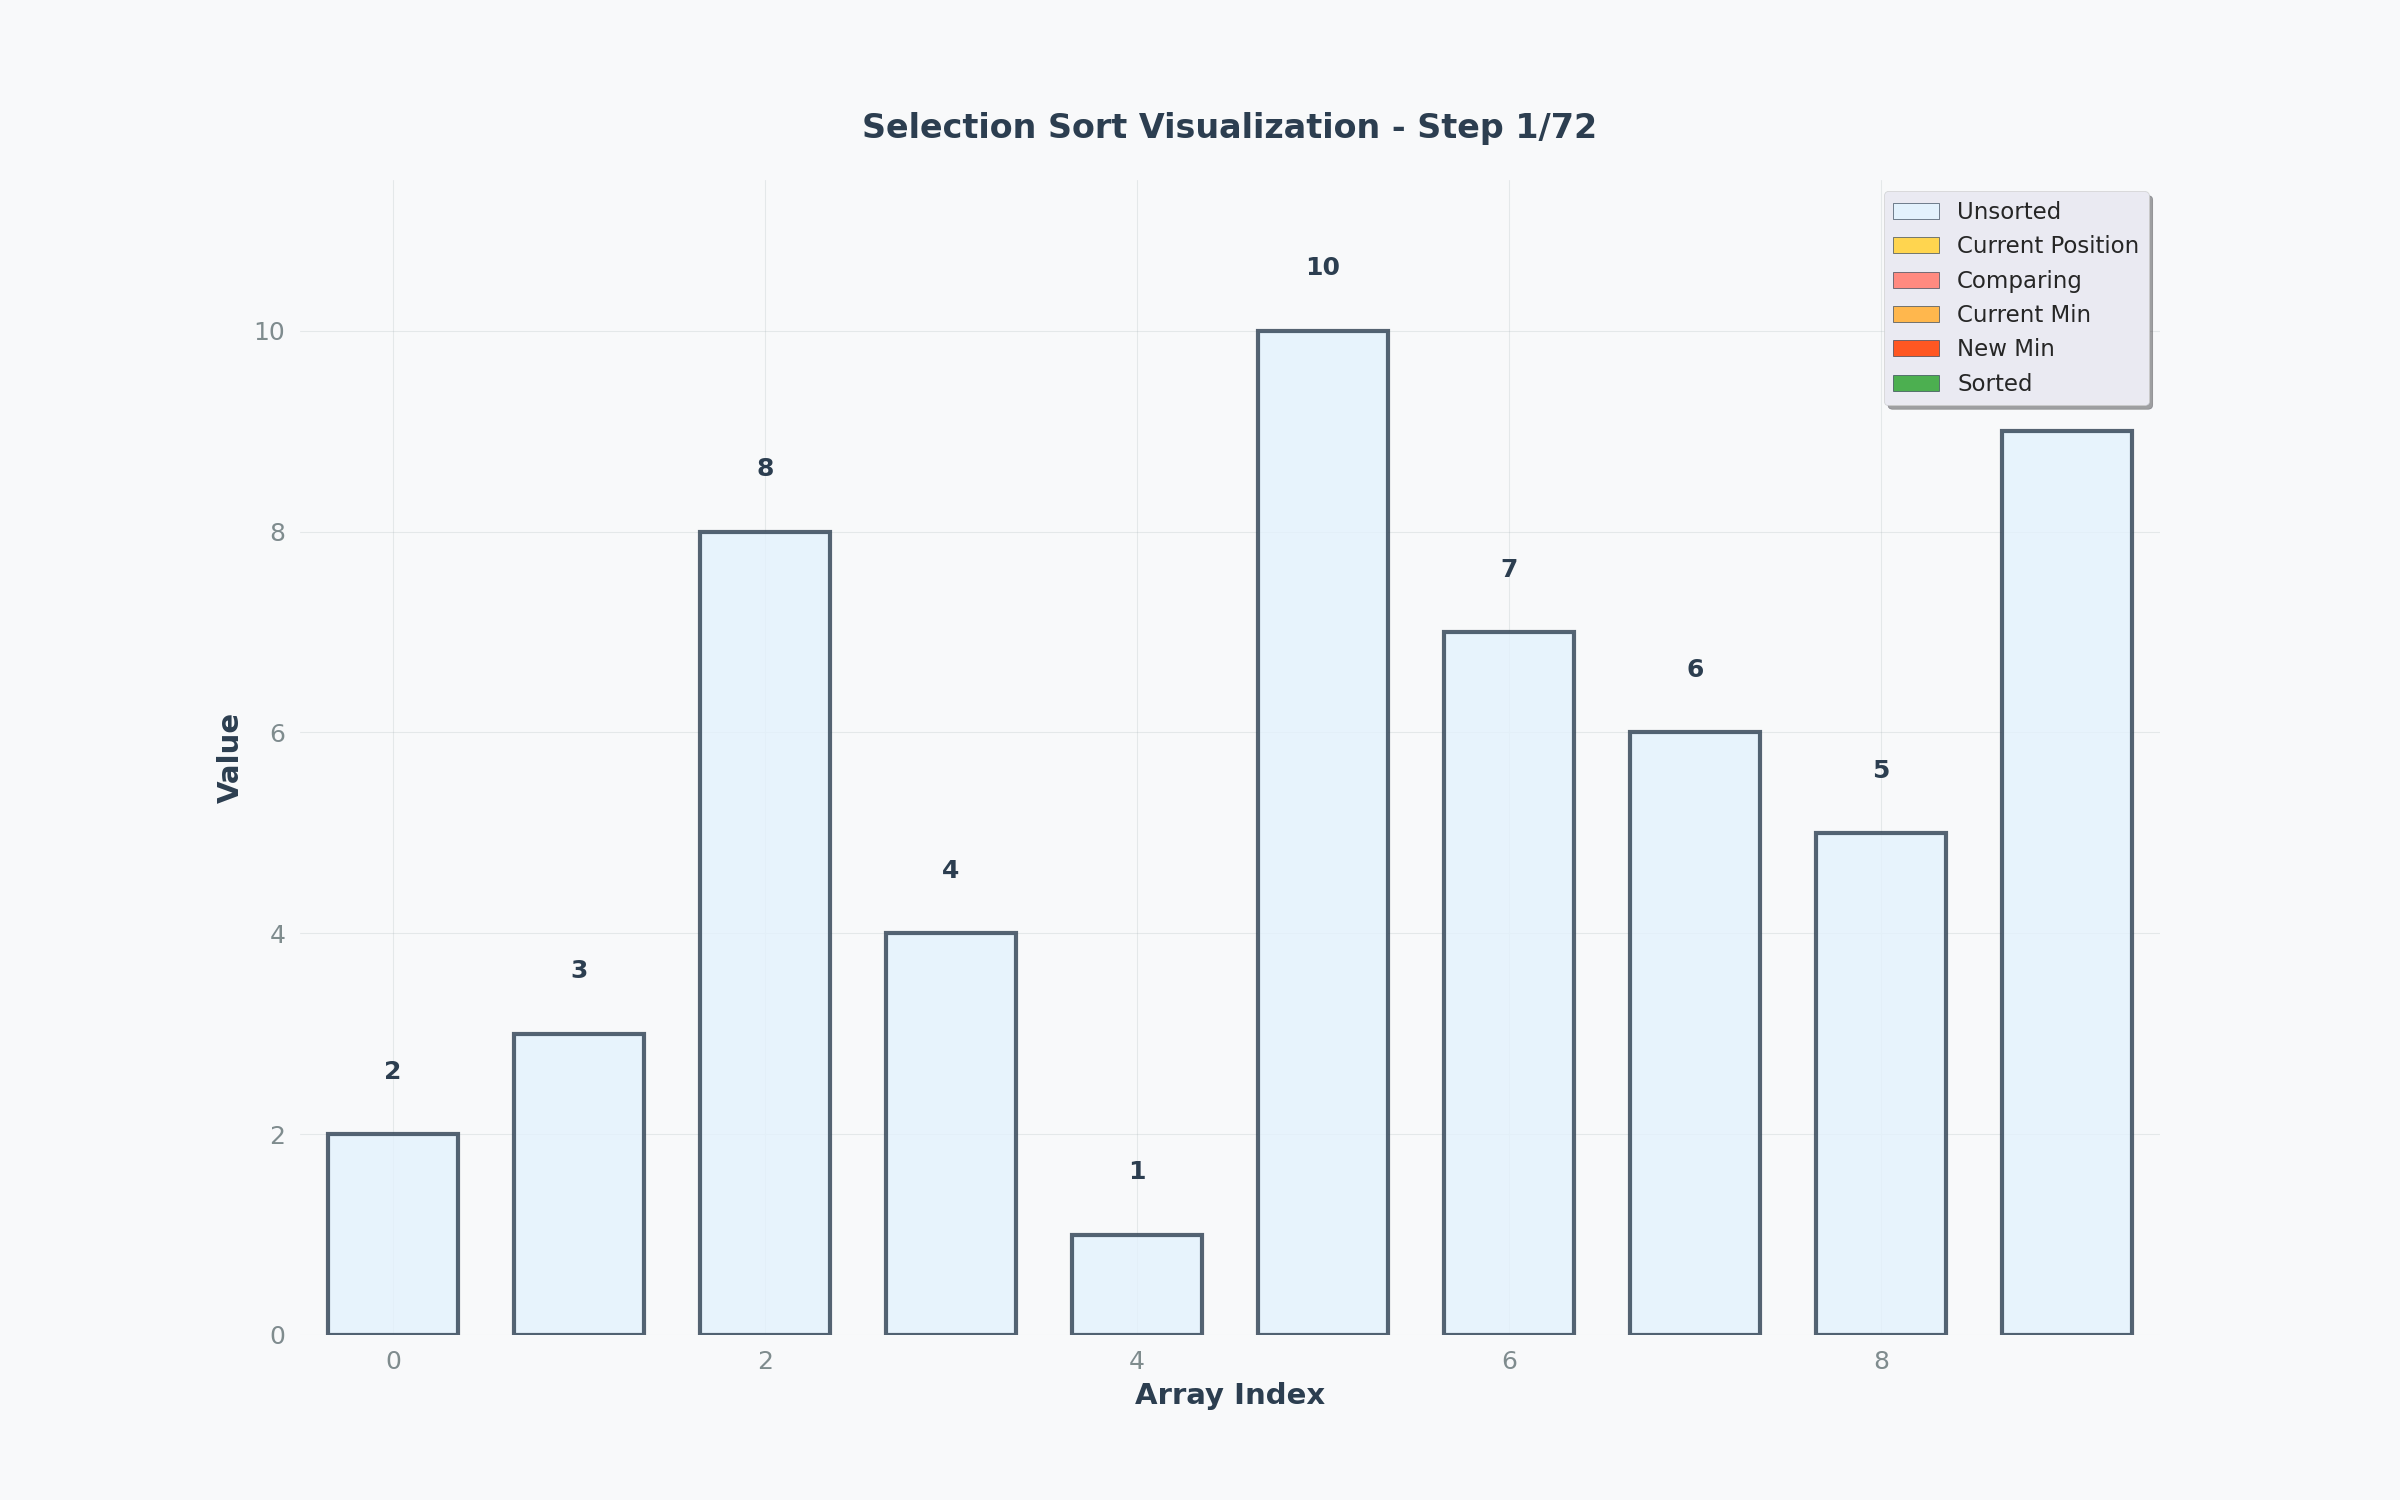 Selection Sort Visualization - Step 1/72
Unsorted
Current Position
Comparing
Current Min
New Min
Sorted
Value
10
8
6
4
2
0
2
3
8
4
1
10
7
6
5
0 2 4 6 8
Array Index